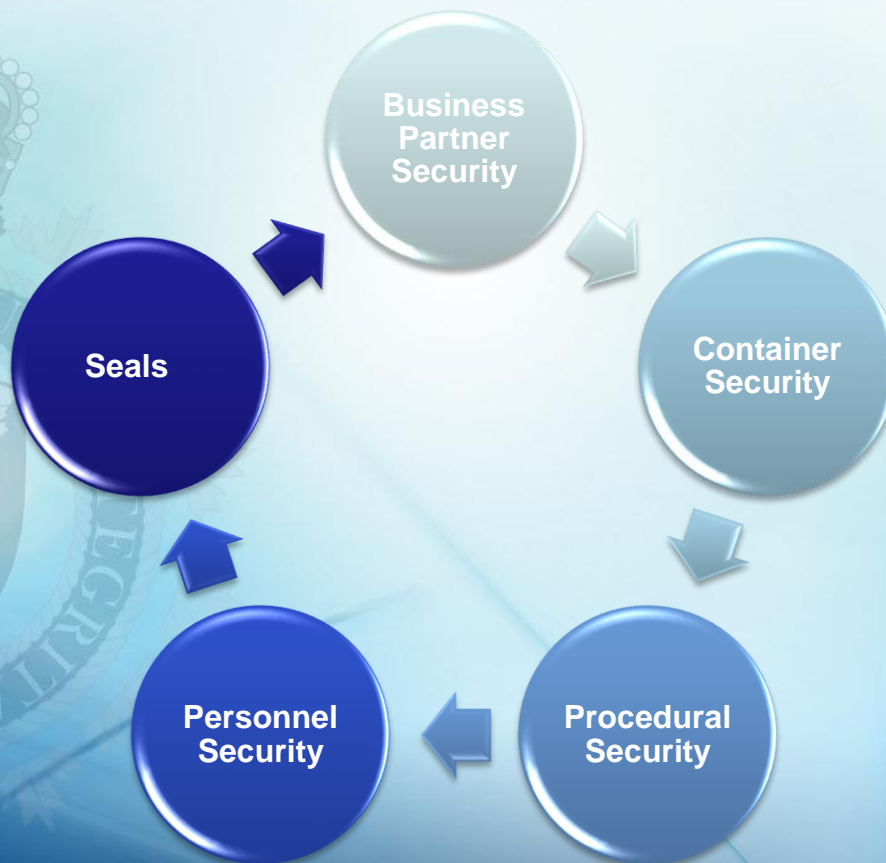 Business
Partner
Security
Container
Security
Procedural
Security
Personnel
Security
Seals